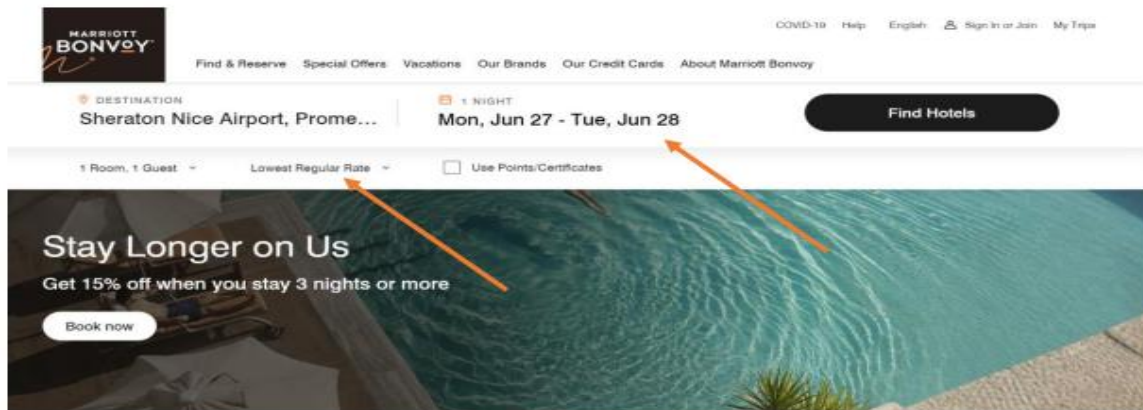 COVID-19 Help English Sign In or Join My Trips
MARRIOTT
BONVOY
Find & Reserve Special Offers Vacations Our Brands Our Credit Cards About Marriott Bonvoy
DESTINATION
Sheraton Nice Airport, Prome...
1 NIGHT
Mon, Jun 27 - Tue, Jun 28
Find Hotels
1 Room, 1 Guest
Lowest Regular Rate
Use Points/Certificates
Stay Longer on Us
Get 15% off when you stay 3 nights or more
Book now